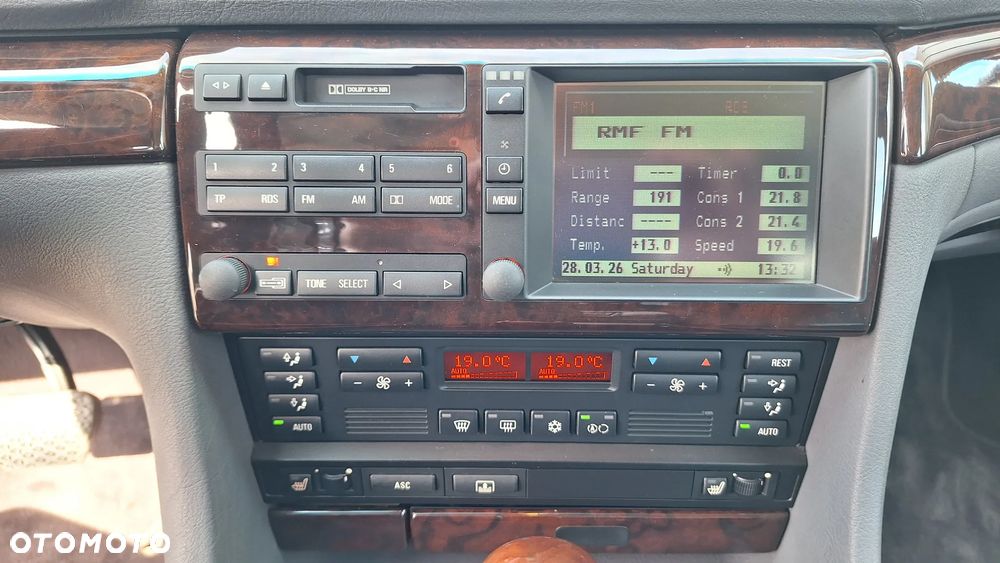 DOLBY B-C NR
FM1 RDS
RMF FM
1 2 3 4 5 6
Limit --- Timer 0.0
TP RDS FM AM MODE MENU
Range 191 Cons 1 21.8
Distanc ---- Cons 2 21.4
Temp. +13.0 Speed 19.6
28.03.26 Saturday 13:32
TONE SELECT
19.0°C 19.0°C
AUTO AUTO
REST
AUTO AUTO
ASC
OTOMOTO